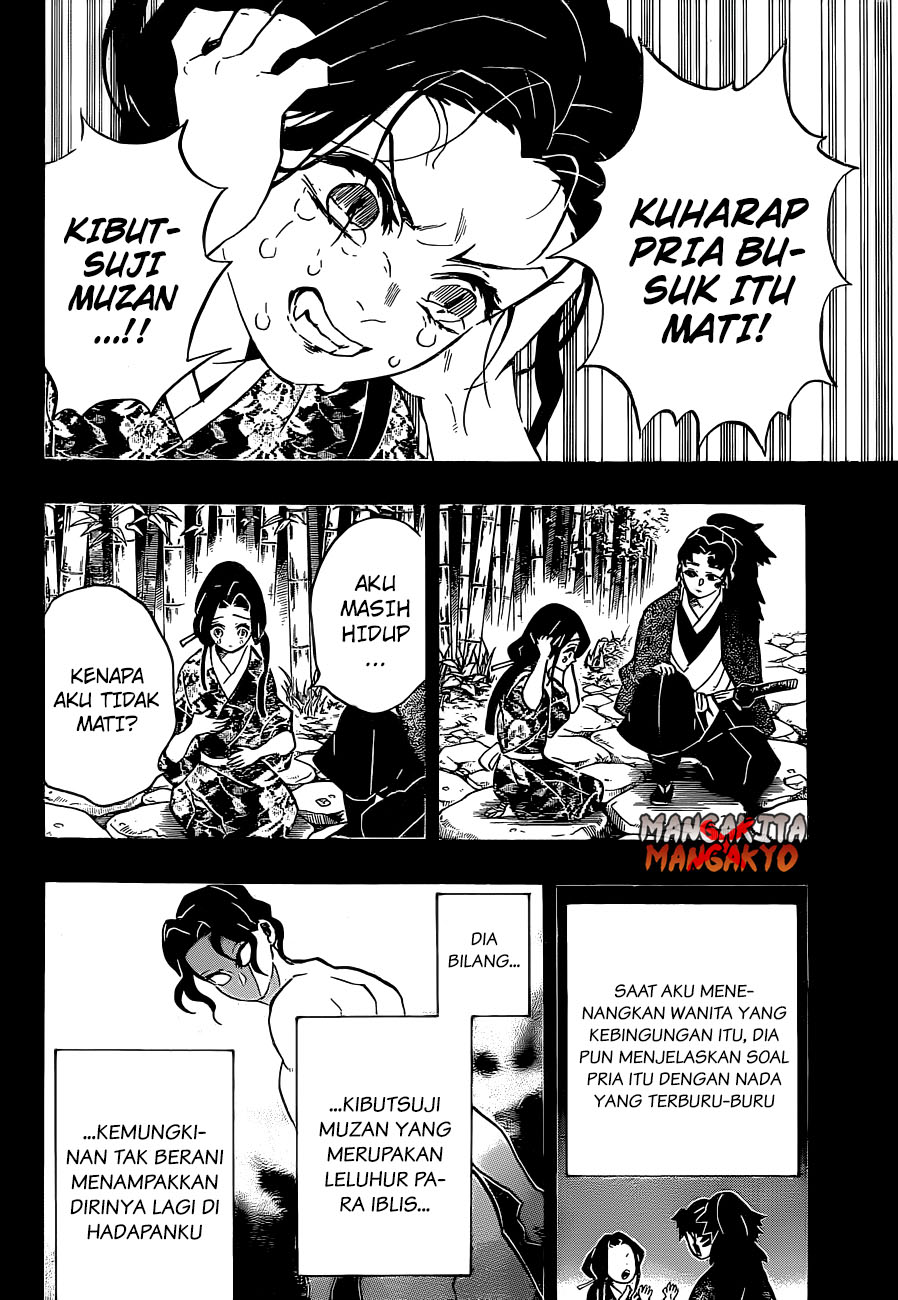 KUHARAP
PRIA BU-
SUK ITU
MATI!
KIBUT-
SUJI
MUZAN
...!!
AKU
MASIH
HIDUP
...
KENAPA
AKU TIDAK
MATI?
MANGAKITA
MANGAKYO
SAAT AKU MENE-
NANGKAN WANITA YANG
KEBINGUNGAN ITU, DIA
PUN MENJELASKAN SOAL
PRIA ITU DENGAN NADA
YANG TERBURU-BURU
DIA
BILANG...
...KIBUTSUJI
MUZAN YANG
MERUPAKAN
LELUHUR PA-
RA IBLIS...
...KEMUNGKI-
NAN TAK BERANI
MENAMPAKKAN
DIRINYA LAGI DI
HADAPANKU